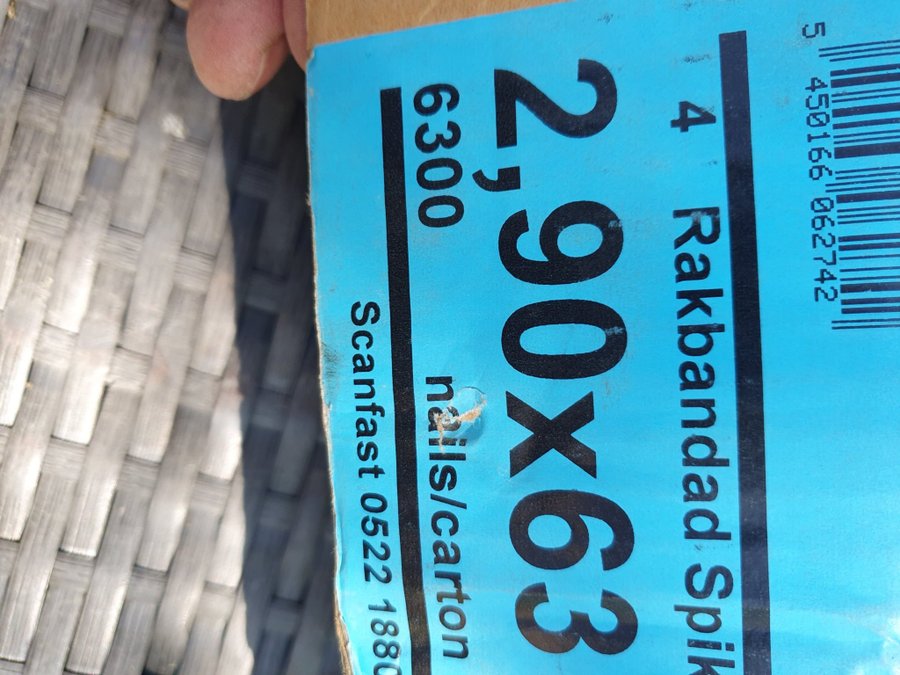 5 450166 062742
4 Rakbandad Spik
2,90x63
6300 nails/carton
Scanfast 0522 1880